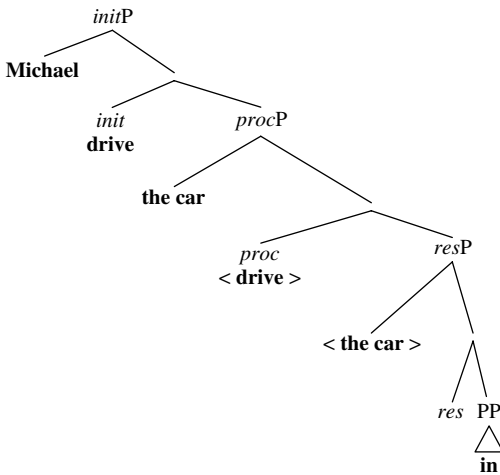 initP
Michael
init procP
drive
the car
proc resP
< drive >
< the car >
res PP
in